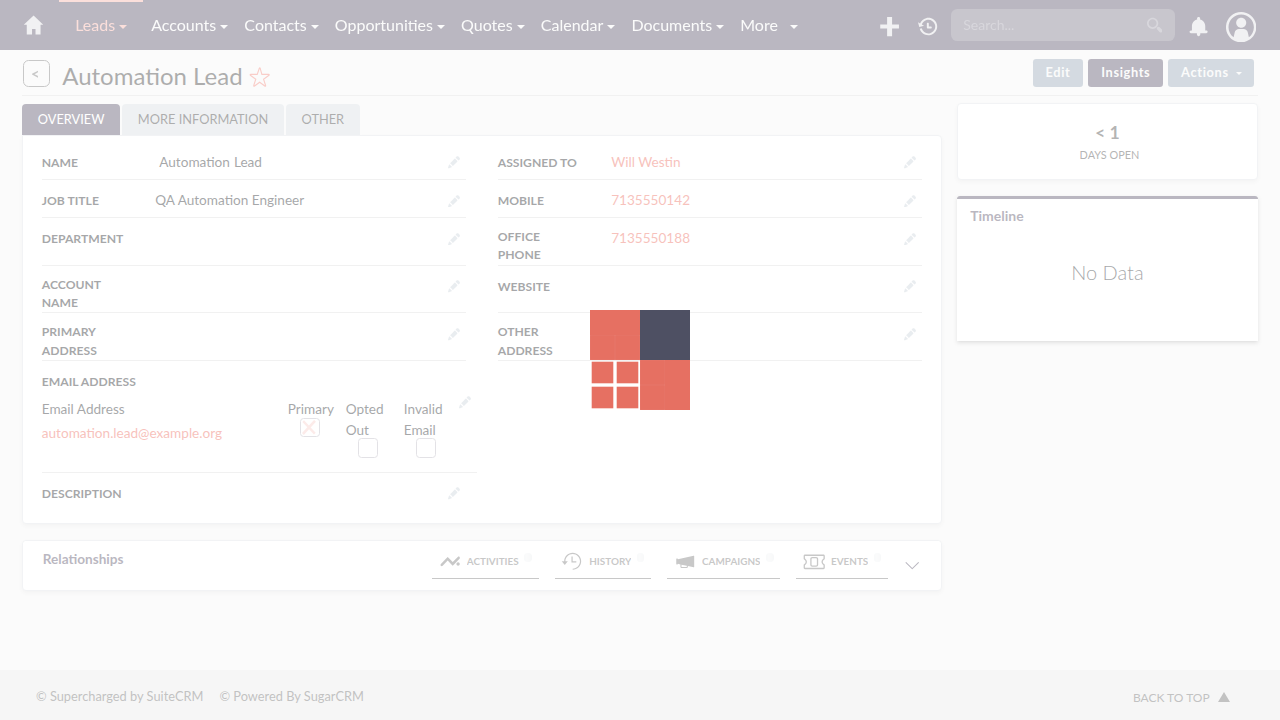 Leads Accounts Contacts Opportunities Quotes Calendar Documents More Search...
< Automation Lead Edit Insights Actions
OVERVIEW MORE INFORMATION OTHER
NAME Automation Lead ASSIGNED TO Will Westin
JOB TITLE QA Automation Engineer MOBILE 7135550142
DEPARTMENT OFFICE PHONE 7135550188
ACCOUNT NAME WEBSITE
PRIMARY ADDRESS OTHER ADDRESS
EMAIL ADDRESS
Email Address Primary Opted Out Invalid Email
automation.lead@example.org
DESCRIPTION
< 1
DAYS OPEN
Timeline
No Data
Relationships ACTIVITIES HISTORY CAMPAIGNS EVENTS
© Supercharged by SuiteCRM © Powered By SugarCRM BACK TO TOP